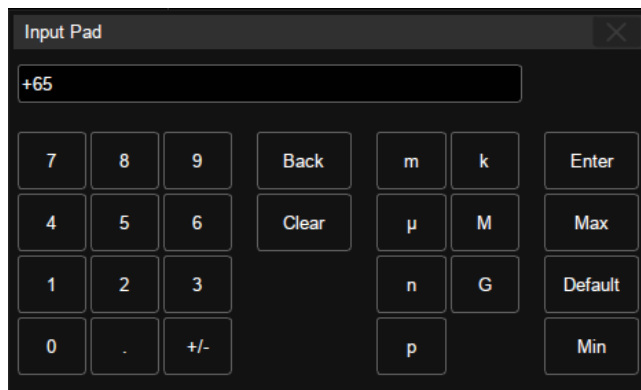 Input Pad
+65
7 8 9 Back m k Enter
4 5 6 Clear µ M Max
1 2 3 n G Default
0 . +/- p Min